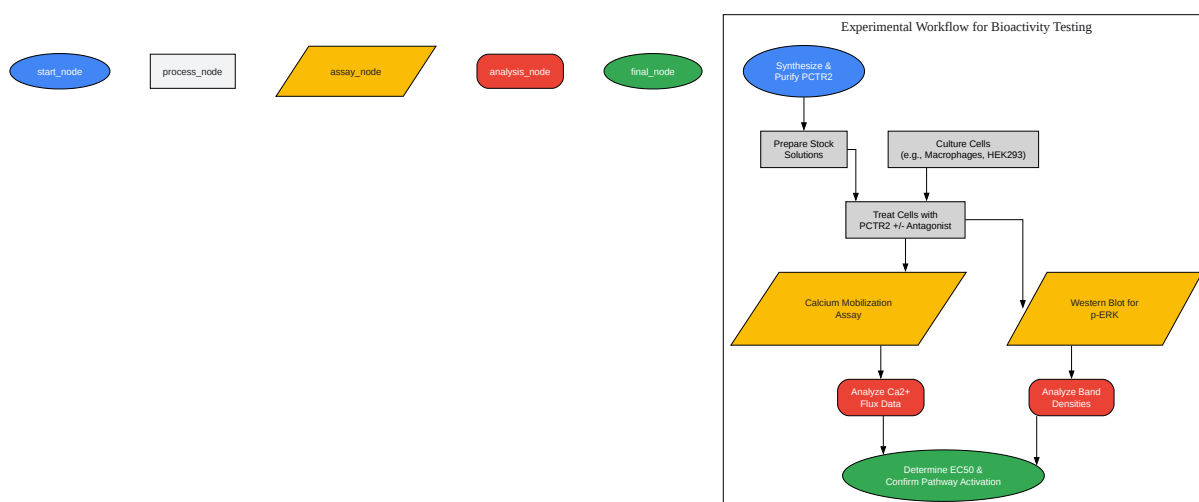 Experimental Workflow for Bioactivity Testing
start_node
process_node
assay_node
analysis_node
final_node
Synthesize &
Purify PCTR2
Prepare Stock
Solutions
Culture Cells
(e.g., Macrophages, HEK293)
Treat Cells with
PCTR2 +/- Antagonist
Calcium Mobilization
Assay
Western Blot for
p-ERK
Analyze Ca2+
Flux Data
Analyze Band
Densities
Determine EC50 &
Confirm Pathway Activation